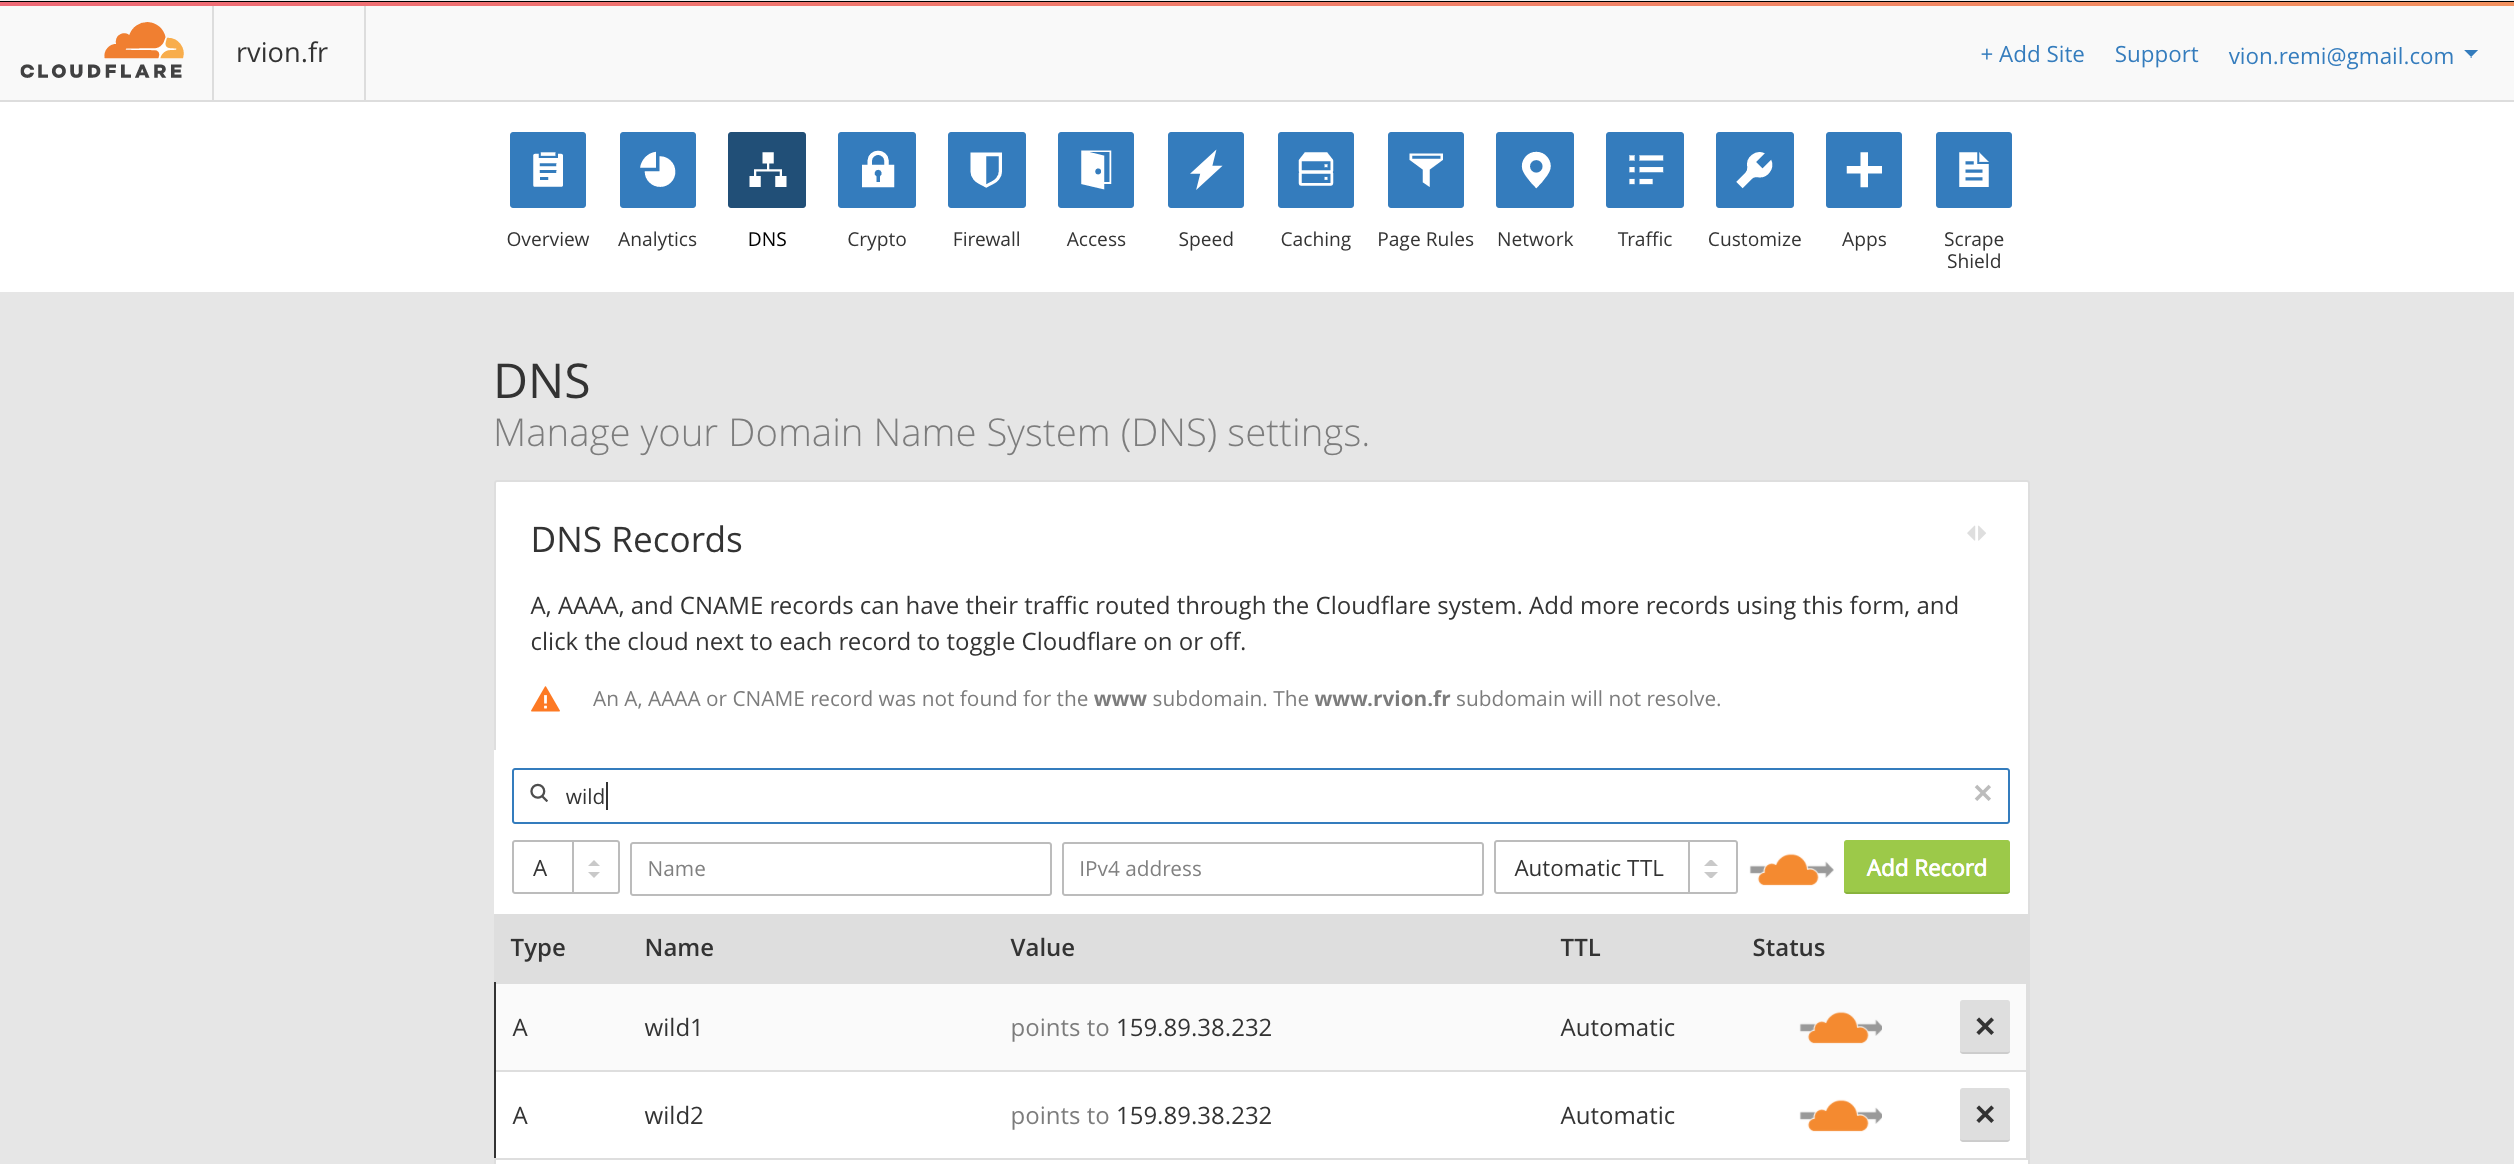 CLOUDFLARE
rvion.fr
+ Add Site Support vion.remi@gmail.com
Overview Analytics DNS Crypto Firewall Access Speed Caching Page Rules Network Traffic Customize Apps Scrape Shield
DNS
Manage your Domain Name System (DNS) settings.
DNS Records
A, AAAA, and CNAME records can have their traffic routed through the Cloudflare system. Add more records using this form, and
click the cloud next to each record to toggle Cloudflare on or off.
An A, AAAA or CNAME record was not found for the www subdomain. The www.rvion.fr subdomain will not resolve.
wild
A Name IPv4 address Automatic TTL Add Record
Type Name Value TTL Status
A wild1 points to 159.89.38.232 Automatic
A wild2 points to 159.89.38.232 Automatic